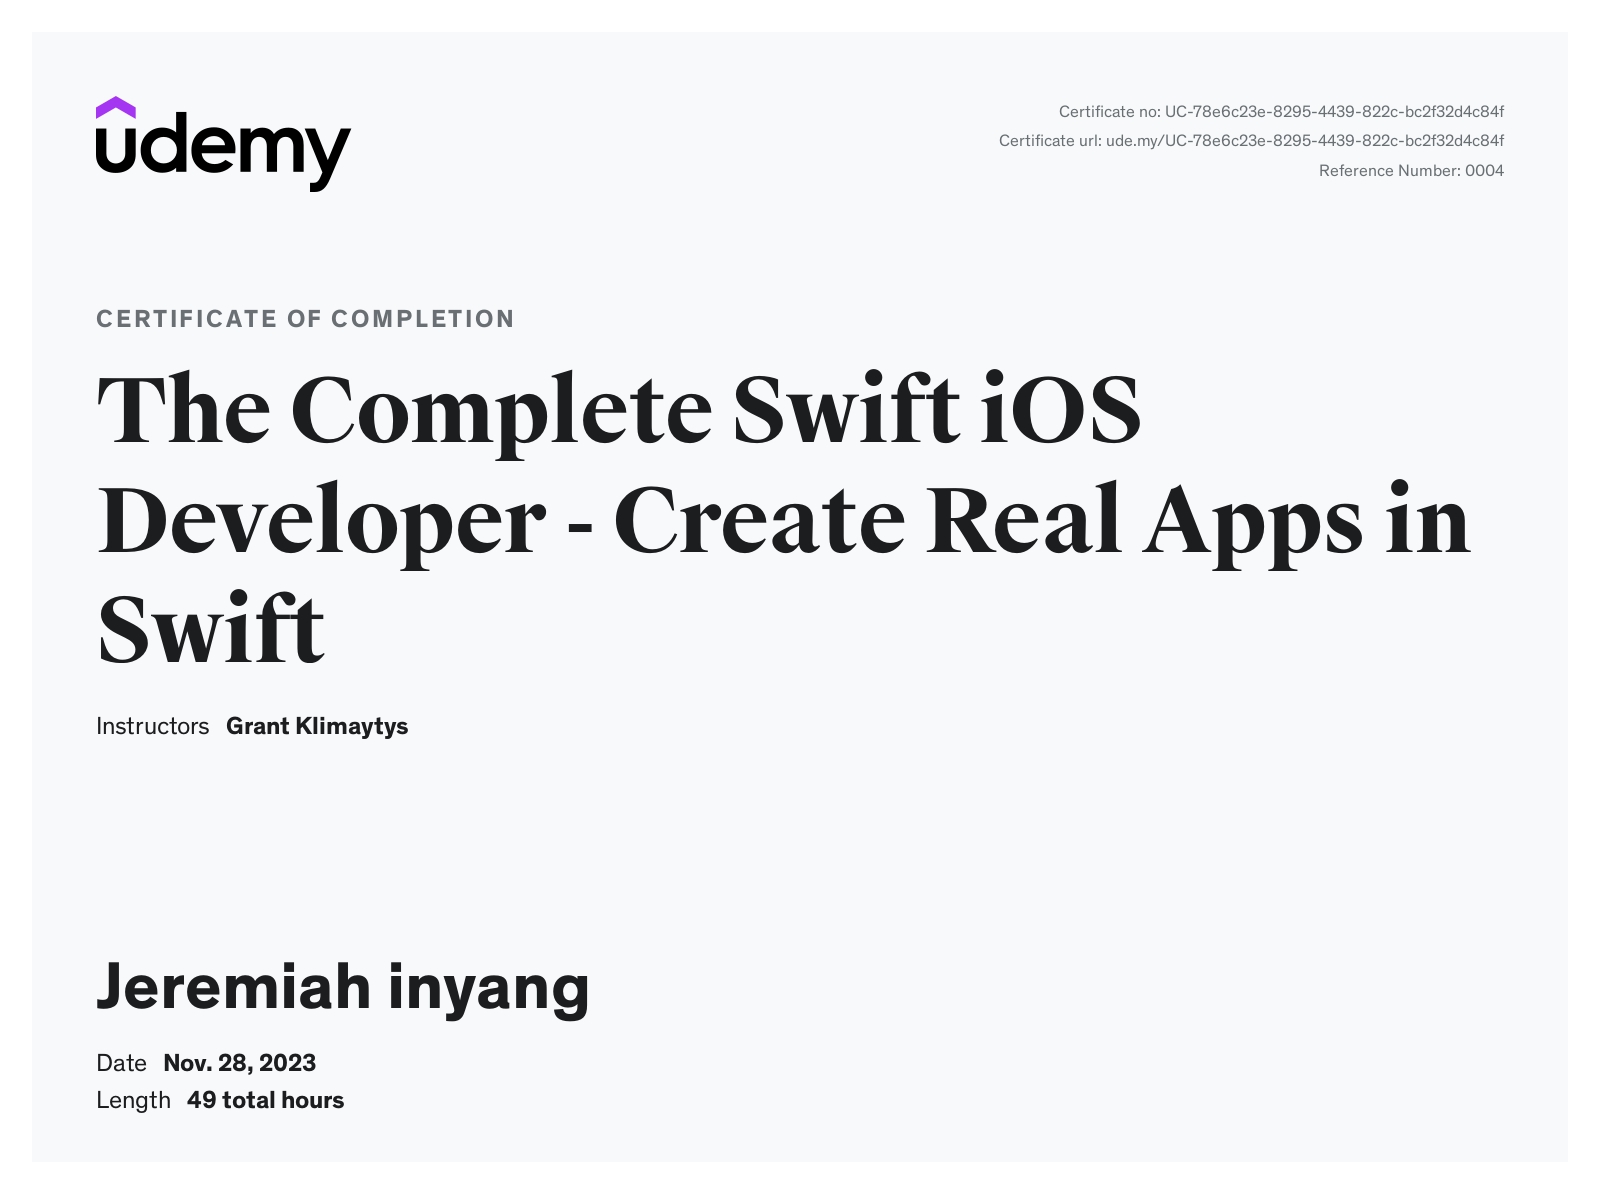 udemy
Certificate no: UC-78e6c23e-8295-4439-822c-bc2f32d4c84f
Certificate url: ude.my/UC-78e6c23e-8295-4439-822c-bc2f32d4c84f
Reference Number: 0004
CERTIFICATE OF COMPLETION
The Complete Swift iOS
Developer - Create Real Apps in
Swift
Instructors Grant Klimaytys
Jeremiah inyang
Date Nov. 28, 2023
Length 49 total hours